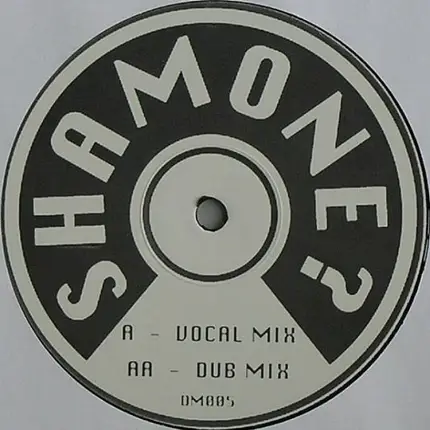 SHAMONE?
A - VOCAL MIX
AA - DUB MIX
DM005